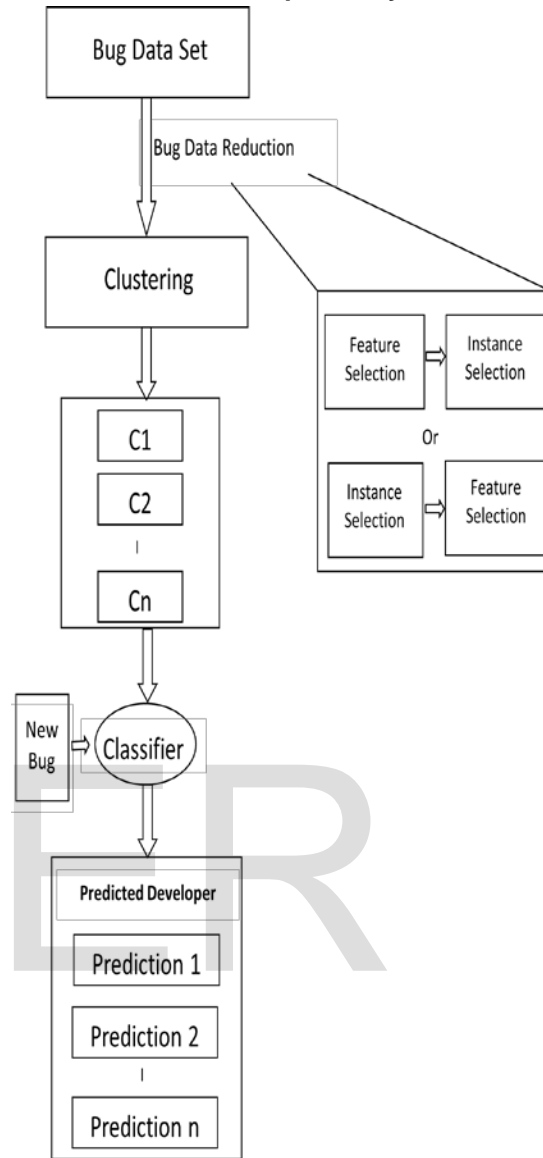 Bug Data Set
Bug Data Reduction
Clustering
Feature
Selection
Instance
Selection
Or
Instance
Selection
Feature
Selection
C1
C2
Cn
New
Bug
Classifier
Predicted Developer
Prediction 1
Prediction 2
Prediction n
ER